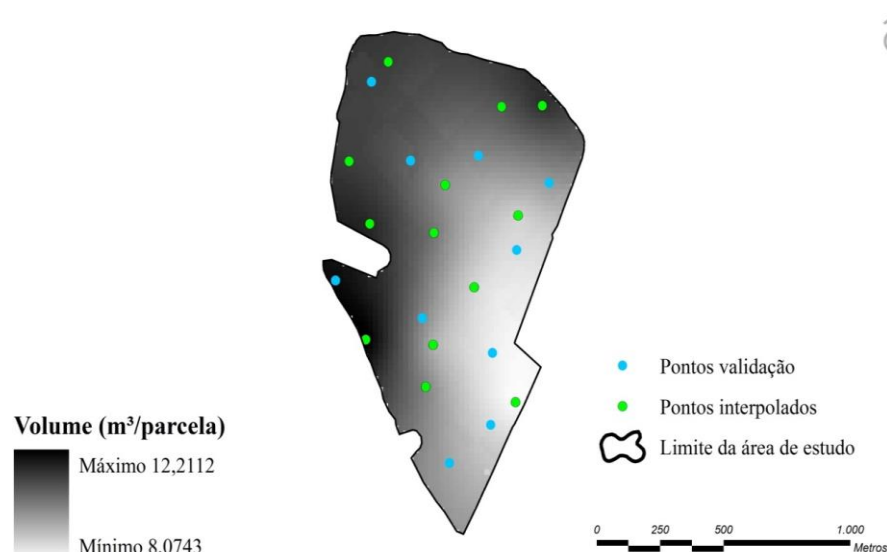 Pontos validação
Pontos interpolados
Limite da área de estudo
Volume (m³/parcela)
Máximo 12,2112
Mínimo 8,0743
0 250 500 1.000
Metros